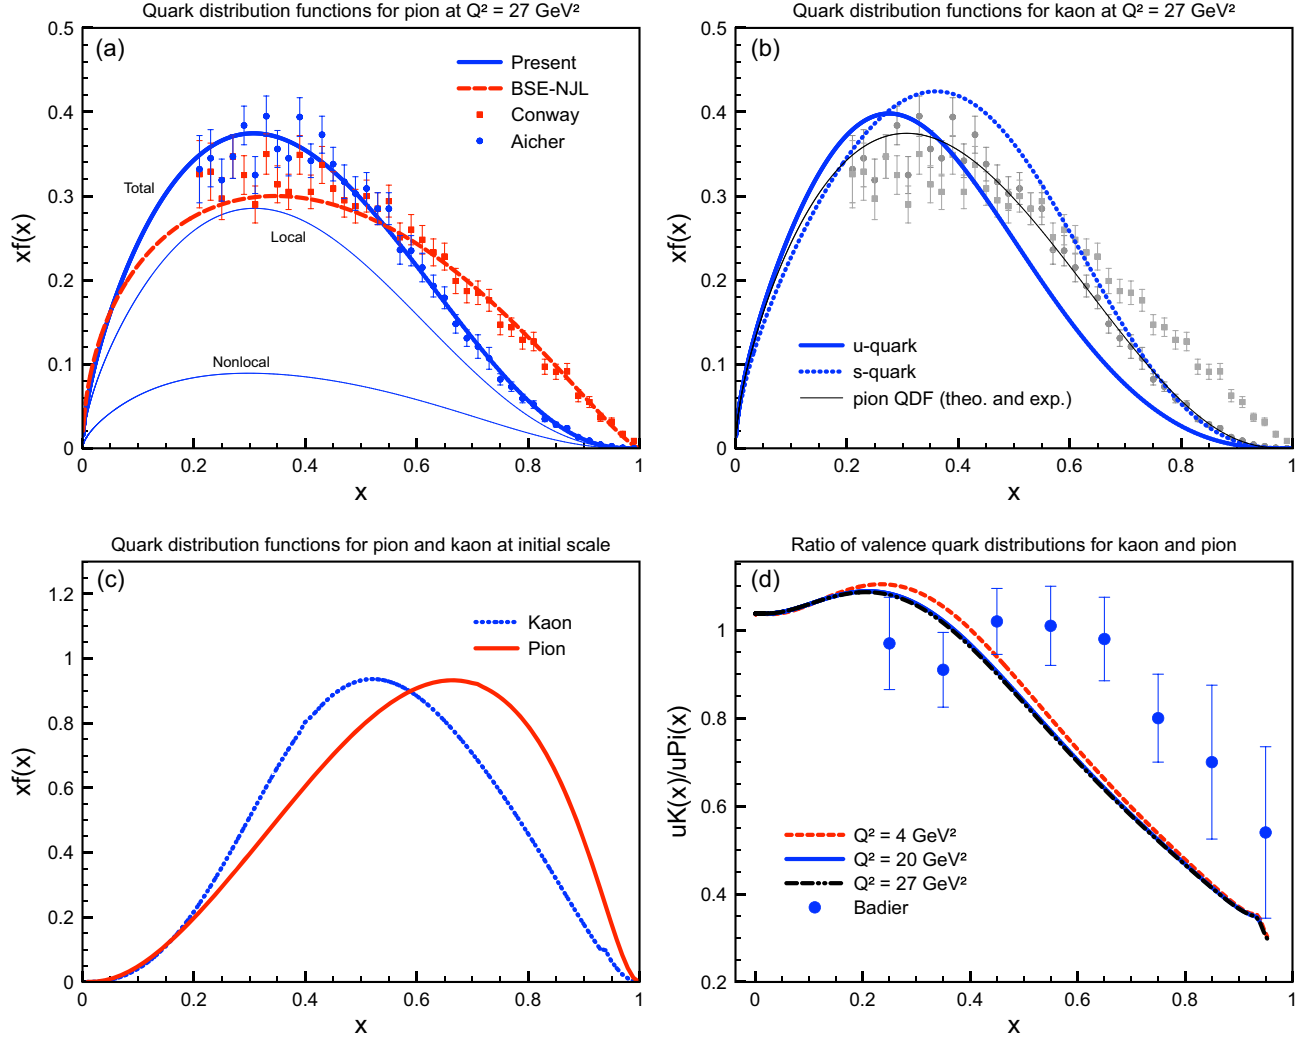 Quark distribution functions for pion at Q² = 27 GeV²
(a)
Present
BSE-NJL
Conway
Aicher
Total
Local
Nonlocal
xf(x)
0.5
0.4
0.3
0.2
0.1
0
0 0.2 0.4 0.6 0.8 1
x
Quark distribution functions for kaon at Q² = 27 GeV²
(b)
u-quark
s-quark
pion QDF (theo. and exp.)
xf(x)
0.5
0.4
0.3
0.2
0.1
0
0 0.2 0.4 0.6 0.8 1
x
Quark distribution functions for pion and kaon at initial scale
(c)
Kaon
Pion
xf(x)
1.2
1
0.8
0.6
0.4
0.2
0
0 0.2 0.4 0.6 0.8 1
x
Ratio of valence quark distributions for kaon and pion
(d)
Q² = 4 GeV²
Q² = 20 GeV²
Q² = 27 GeV²
Badier
uK(x)/uPi(x)
1
0.8
0.6
0.4
0.2
0 0.2 0.4 0.6 0.8 1
x